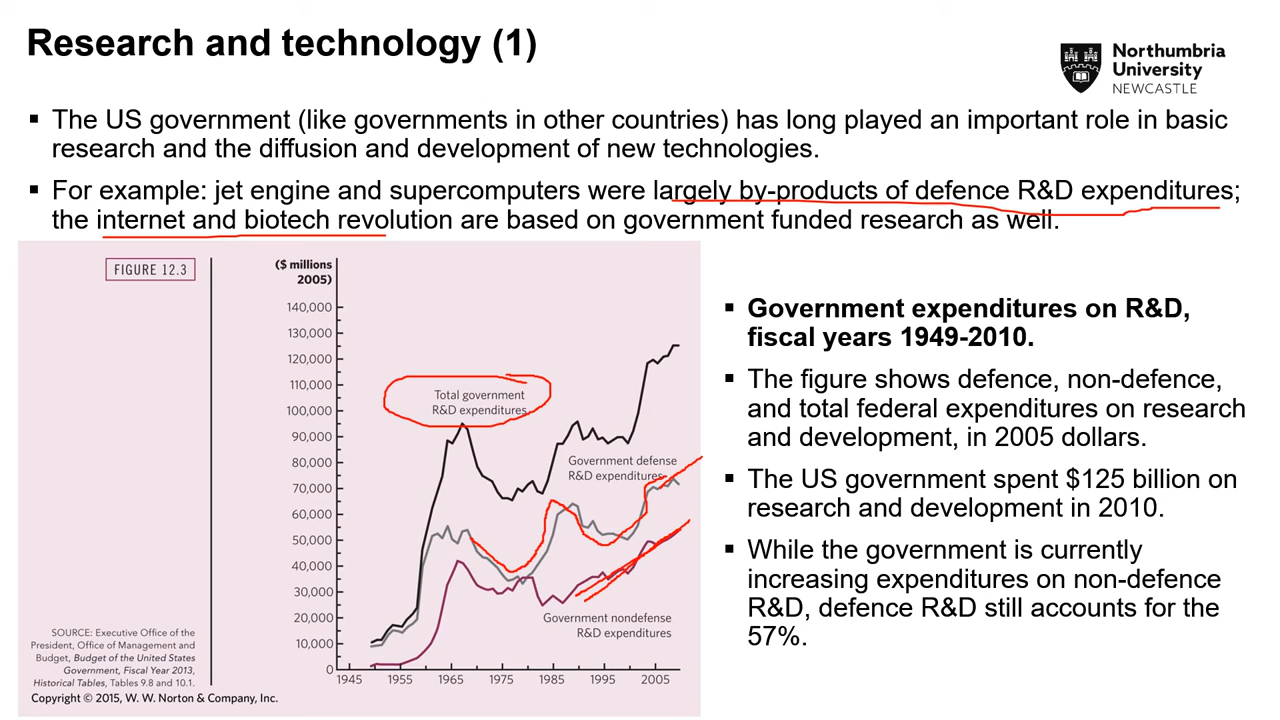 Research and technology (1)
Northumbria
University
NEWCASTLE
▪ The US government (like governments in other countries) has long played an important role in basic
research and the diffusion and development of new technologies.
▪ For example: jet engine and supercomputers were largely by-products of defence R&D expenditures;
the internet and biotech revolution are based on government funded research as well.
FIGURE 12.3
($ millions
2005)
140,000
130,000
120,000
110,000
100,000
90,000
80,000
70,000
60,000
50,000
40,000
30,000
20,000
10,000
0
1945 1955 1965 1975 1985 1995 2005
Total government
R&D expenditures
Government defense
R&D expenditures
Government nondefense
R&D expenditures
SOURCE: Executive Office of the
President, Office of Management and
Budget, Budget of the United States
Government, Fiscal Year 2013,
Historical Tables, Tables 9.8 and 10.1.
Copyright © 2015, W. W. Norton & Company, Inc.
▪ Government expenditures on R&D,
fiscal years 1949-2010.
▪ The figure shows defence, non-defence,
and total federal expenditures on research
and development, in 2005 dollars.
▪ The US government spent $125 billion on
research and development in 2010.
▪ While the government is currently
increasing expenditures on non-defence
R&D, defence R&D still accounts for the
57%.